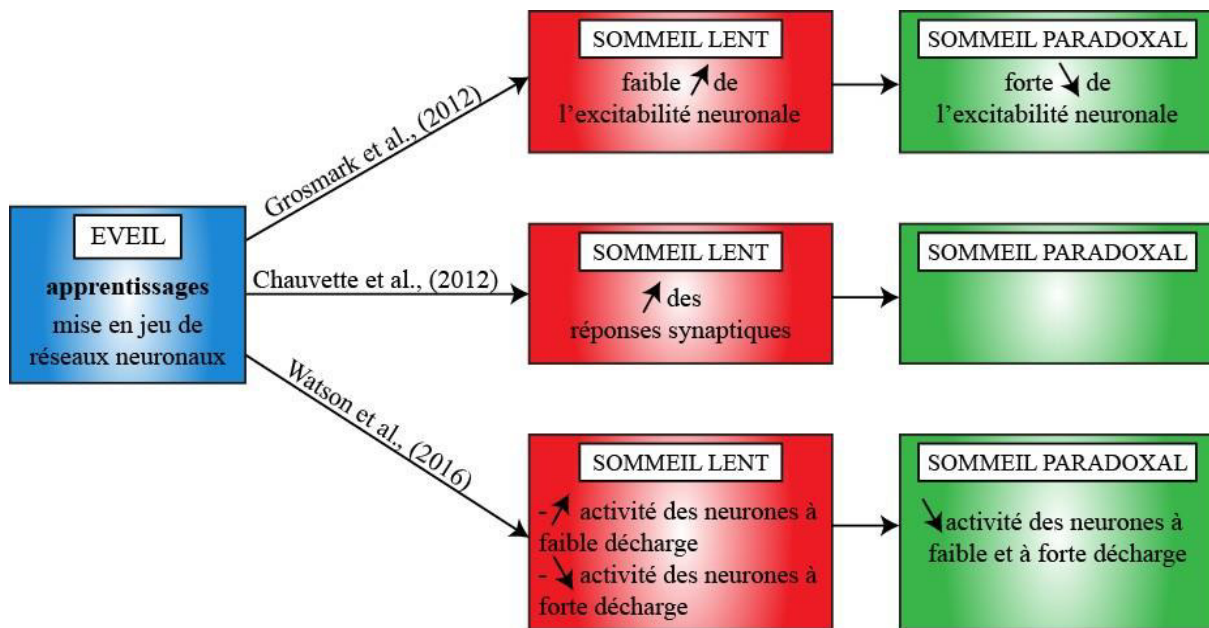 EVEIL
apprentissages
mise en jeu de
réseaux neuronaux
Grosmark et al., (2012)
SOMMEIL LENT
faible ↗ de
l’excitabilité neuronale
SOMMEIL PARADOXAL
forte ↘ de
l’excitabilité neuronale
Chauvette et al., (2012)
SOMMEIL LENT
↗ des
réponses synaptiques
SOMMEIL PARADOXAL
Watson et al., (2016)
SOMMEIL LENT
- ↗ activité des neurones à
faible décharge
- ↘ activité des neurones à
forte décharge
SOMMEIL PARADOXAL
↘ activité des neurones à
faible et à forte décharge